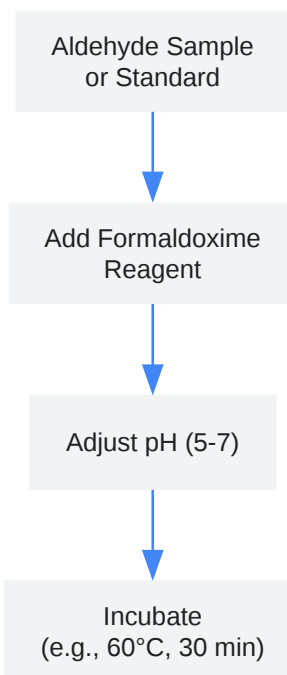 Aldehyde Sample
or Standard
Add Formaldoxime
Reagent
Adjust pH (5-7)
Incubate
(e.g., 60°C, 30 min)